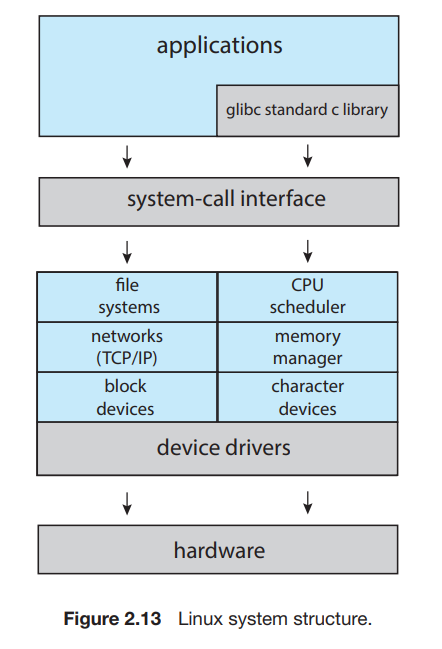 applications
glibc standard c library
system-call interface
file
systems
CPU
scheduler
networks
(TCP/IP)
memory
manager
block
devices
character
devices
device drivers
hardware
Figure 2.13 Linux system structure.